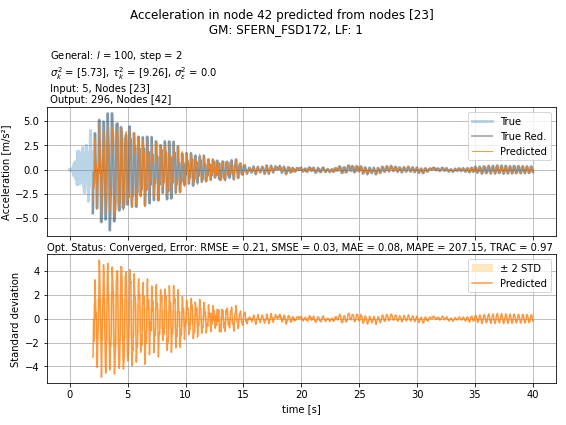 Acceleration in node 42 predicted from nodes [23]
GM: SFERN_FSD172, LF: 1
General: l = 100, step = 2
σ²ₖ = [5.73], τ²ₖ = [9.26], σ²ε = 0.0
Input: 5, Nodes [23]
Output: 296, Nodes [42]
Acceleration [m/s²]
5.0
2.5
0.0
−2.5
−5.0
True
True Red.
Predicted
Opt. Status: Converged, Error: RMSE = 0.21, SMSE = 0.03, MAE = 0.08, MAPE = 207.15, TRAC = 0.97
Standard deviation
4
2
0
−2
−4
± 2 STD
Predicted
0 5 10 15 20 25 30 35 40
time [s]